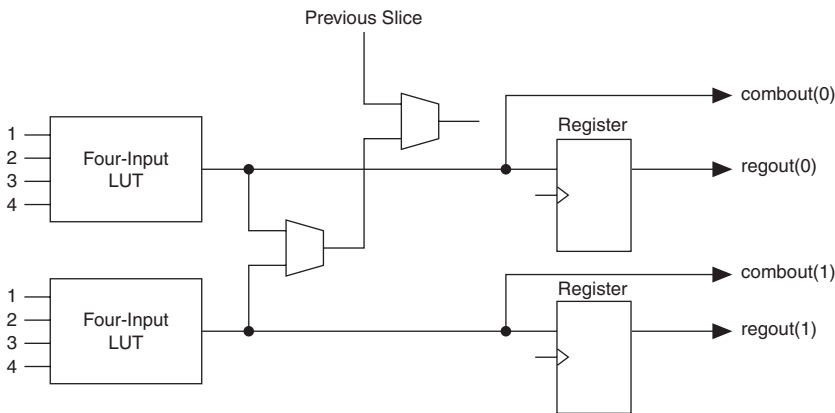 Previous Slice
combout(0)
Register
1
2
3
4
Four-Input
LUT
regout(0)
combout(1)
Register
1
2
3
4
Four-Input
LUT
regout(1)